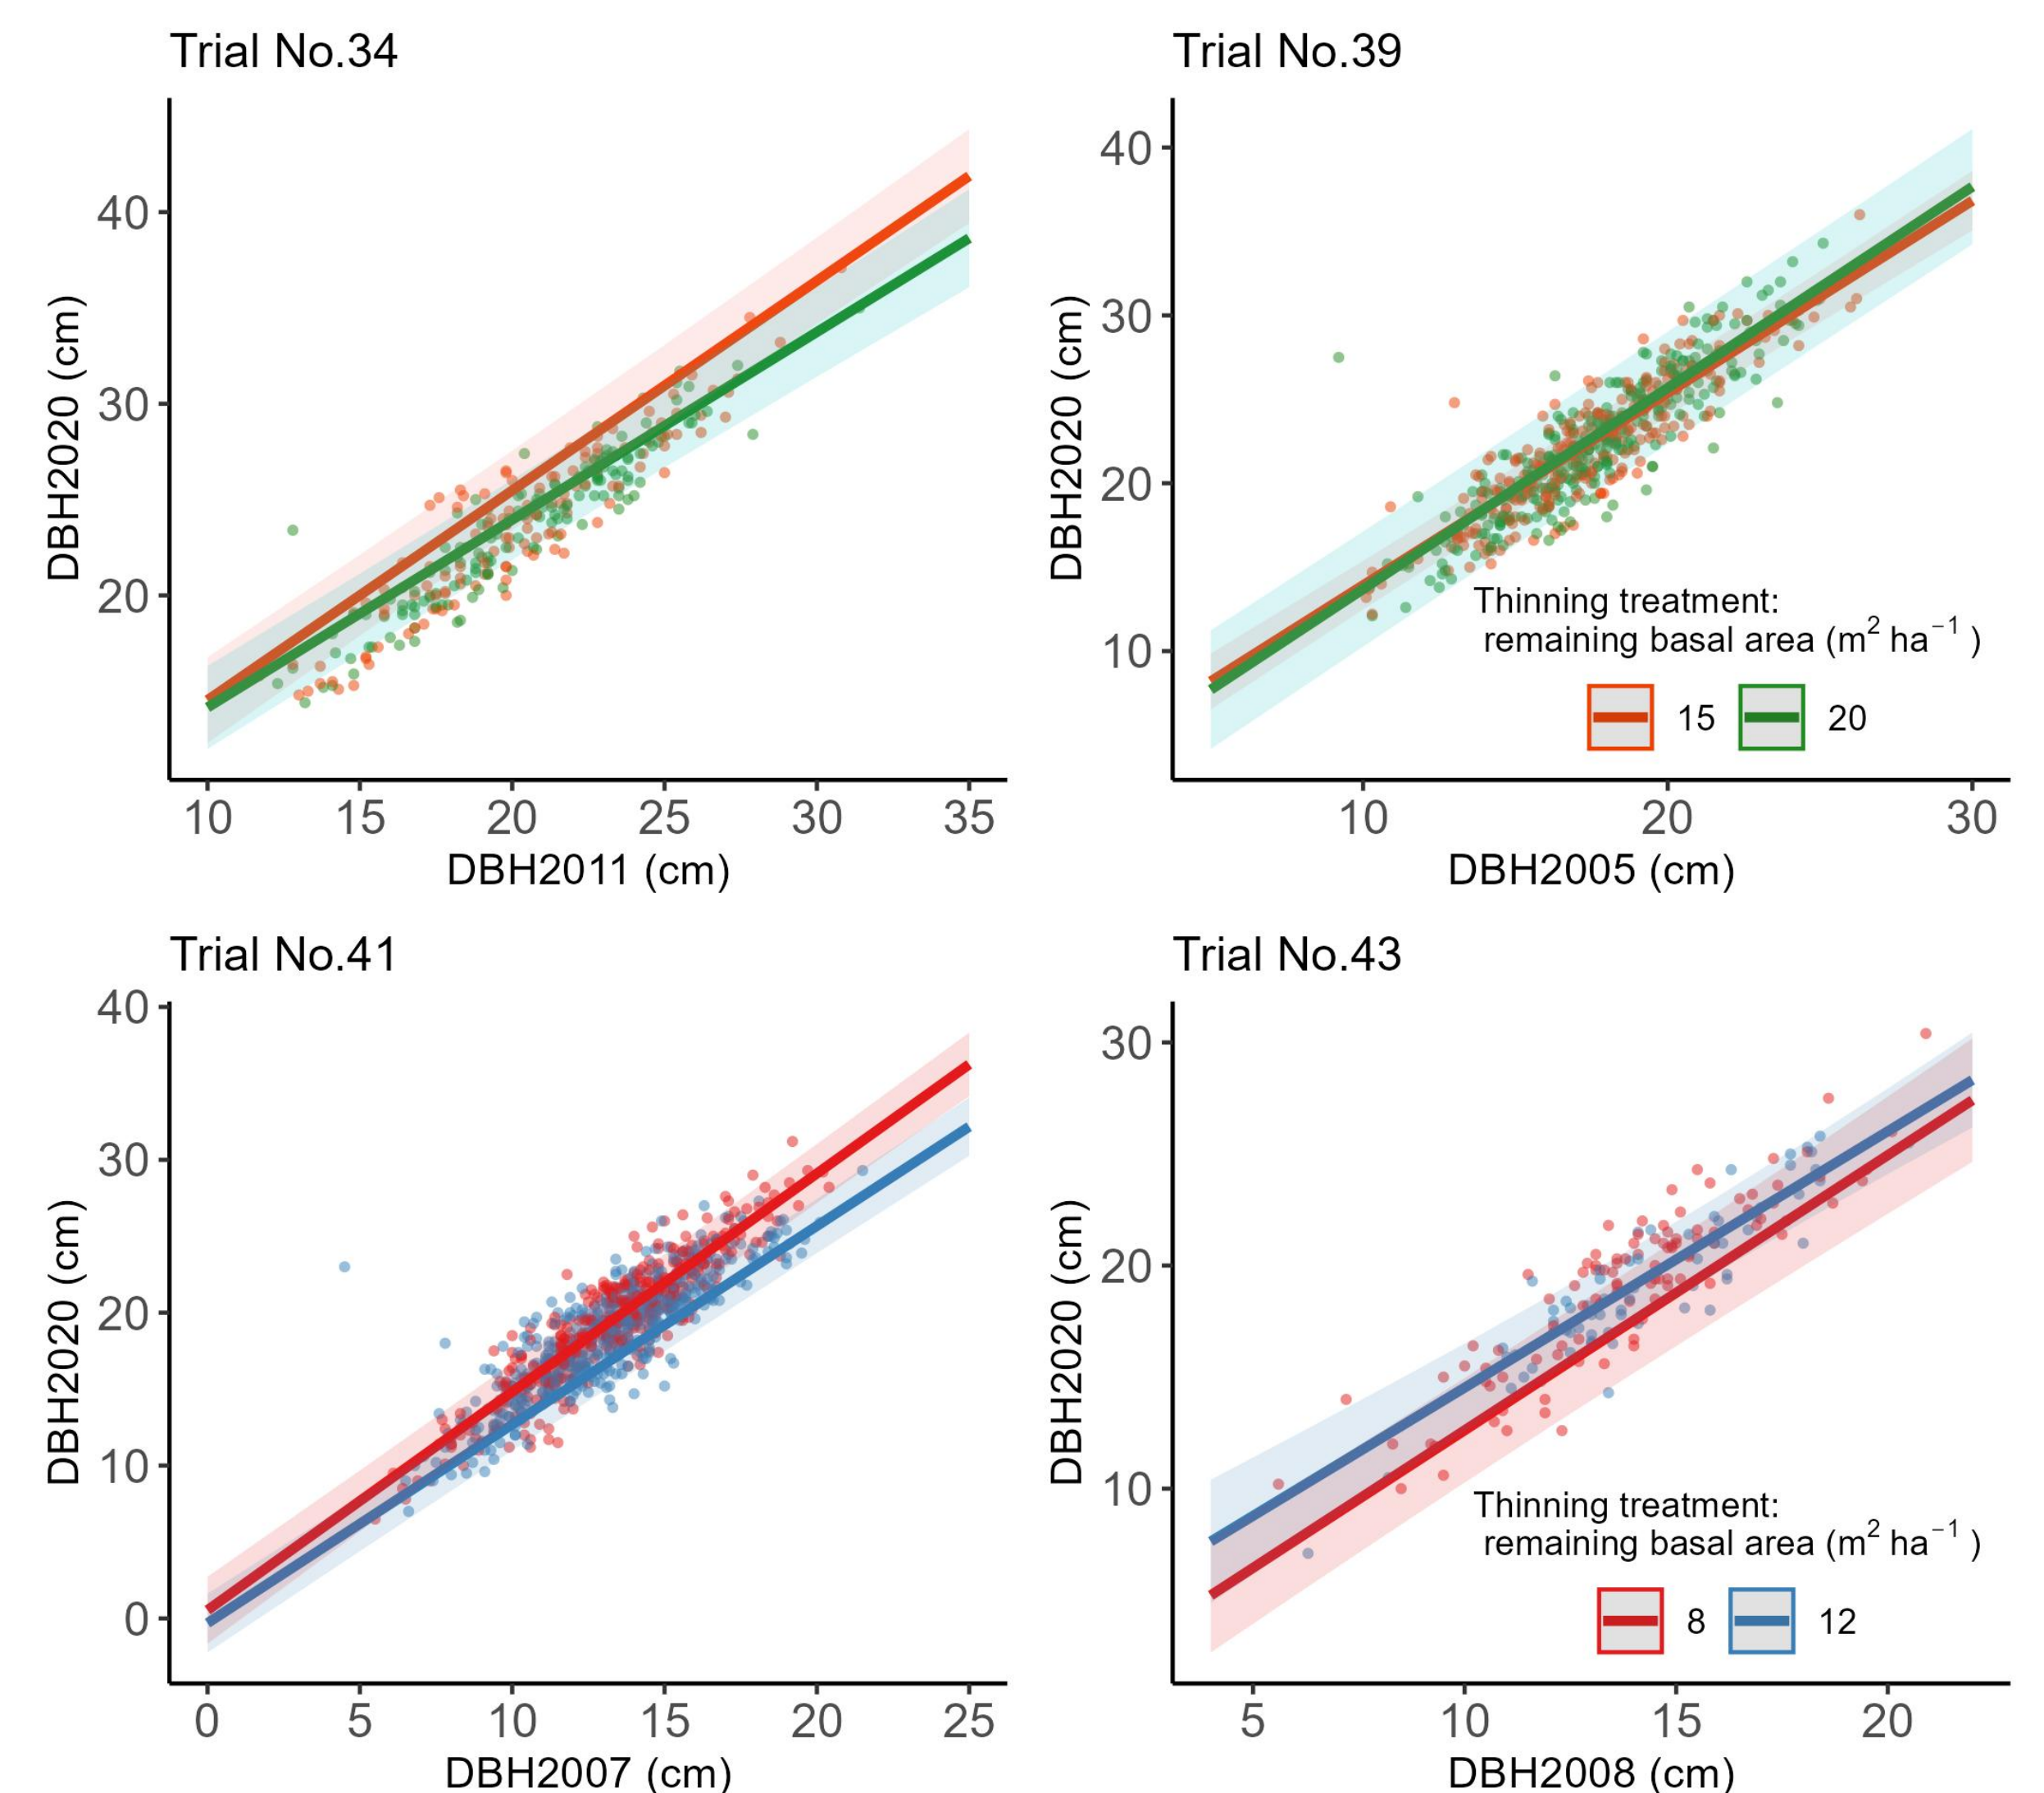 Trial No.34
DBH2020 (cm)
40
30
20
10 15 20 25 30 35
DBH2011 (cm)
Trial No.39
DBH2020 (cm)
40
30
20
10
Thinning treatment:
remaining basal area (m² ha⁻¹ )
15 20
10 20 30
DBH2005 (cm)
Trial No.41
DBH2020 (cm)
40
30
20
10
0
0 5 10 15 20 25
DBH2007 (cm)
Trial No.43
DBH2020 (cm)
30
20
10
Thinning treatment:
remaining basal area (m² ha⁻¹ )
8 12
5 10 15 20
DBH2008 (cm)